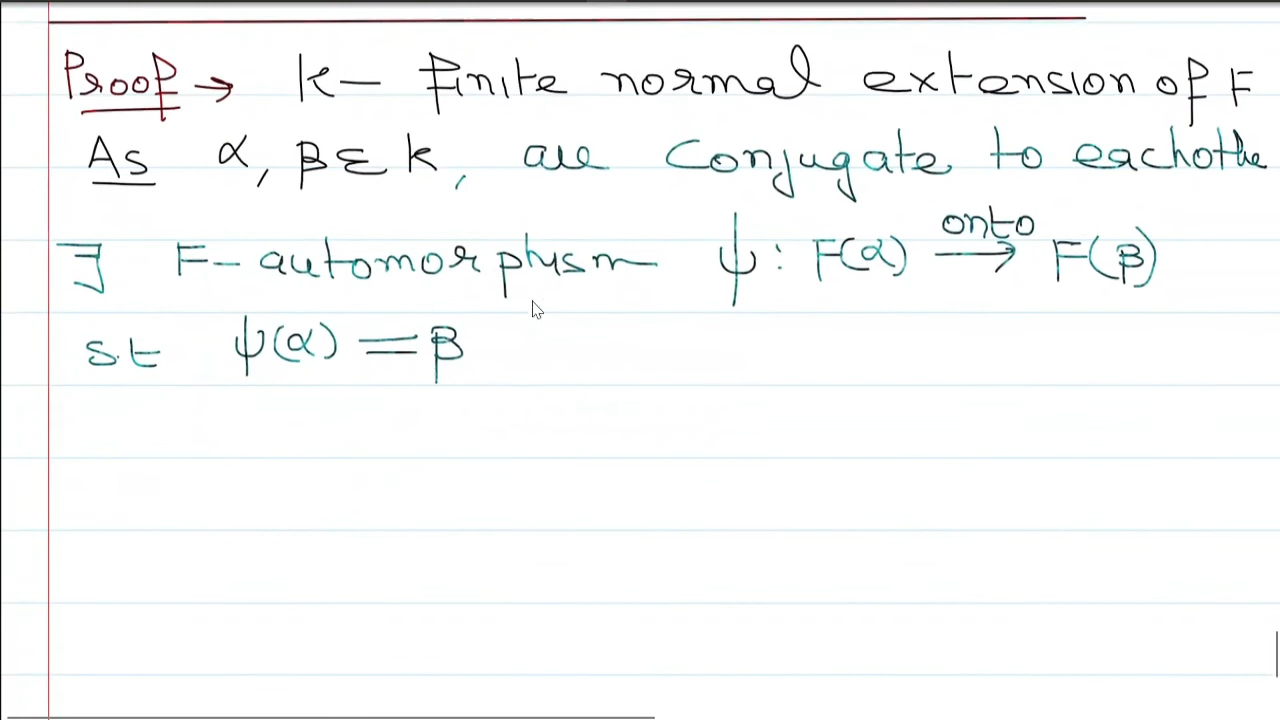 Proof → K - finite normal extension of F
As α, β ∈ K, are conjugate to eachothe
∃ F-automorphism ψ : F(α) onto→ F(β)
s.t ψ(α) = β